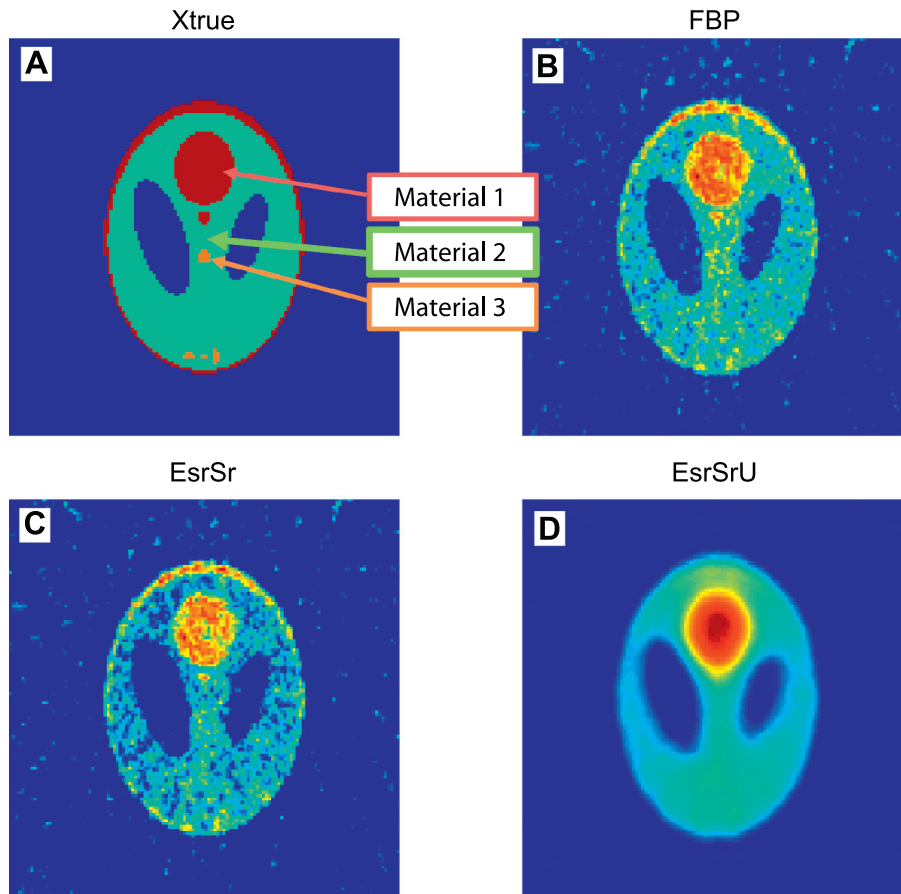 Xtrue
FBP
A
B
Material 1
Material 2
Material 3
EsrSr
EsrSrU
C
D